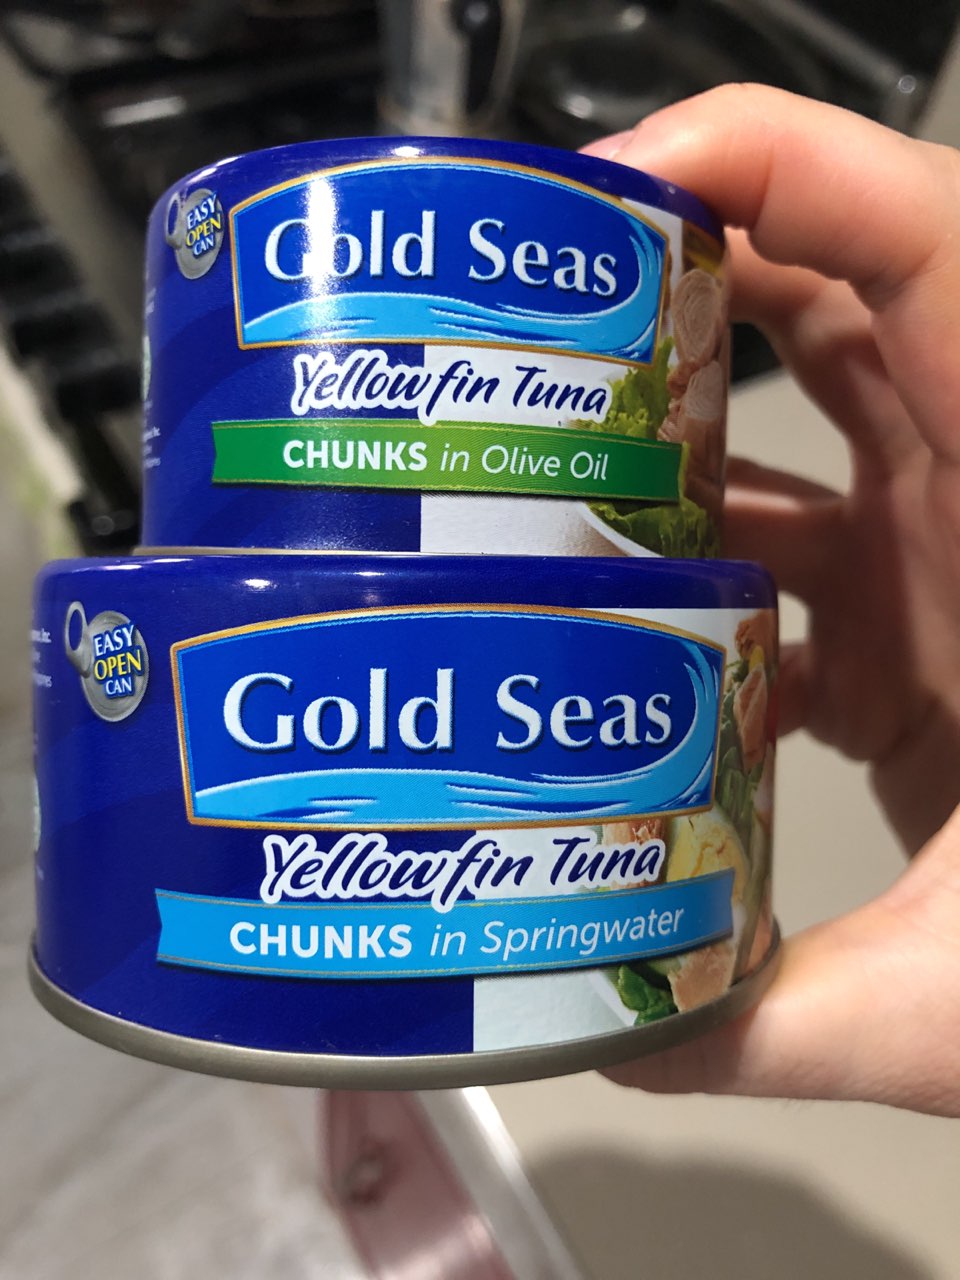 EASY
OPEN
CAN
Gold Seas
Yellowfin Tuna
CHUNKS in Olive Oil
EASY
OPEN
CAN
Gold Seas
Yellowfin Tuna
CHUNKS in Springwater